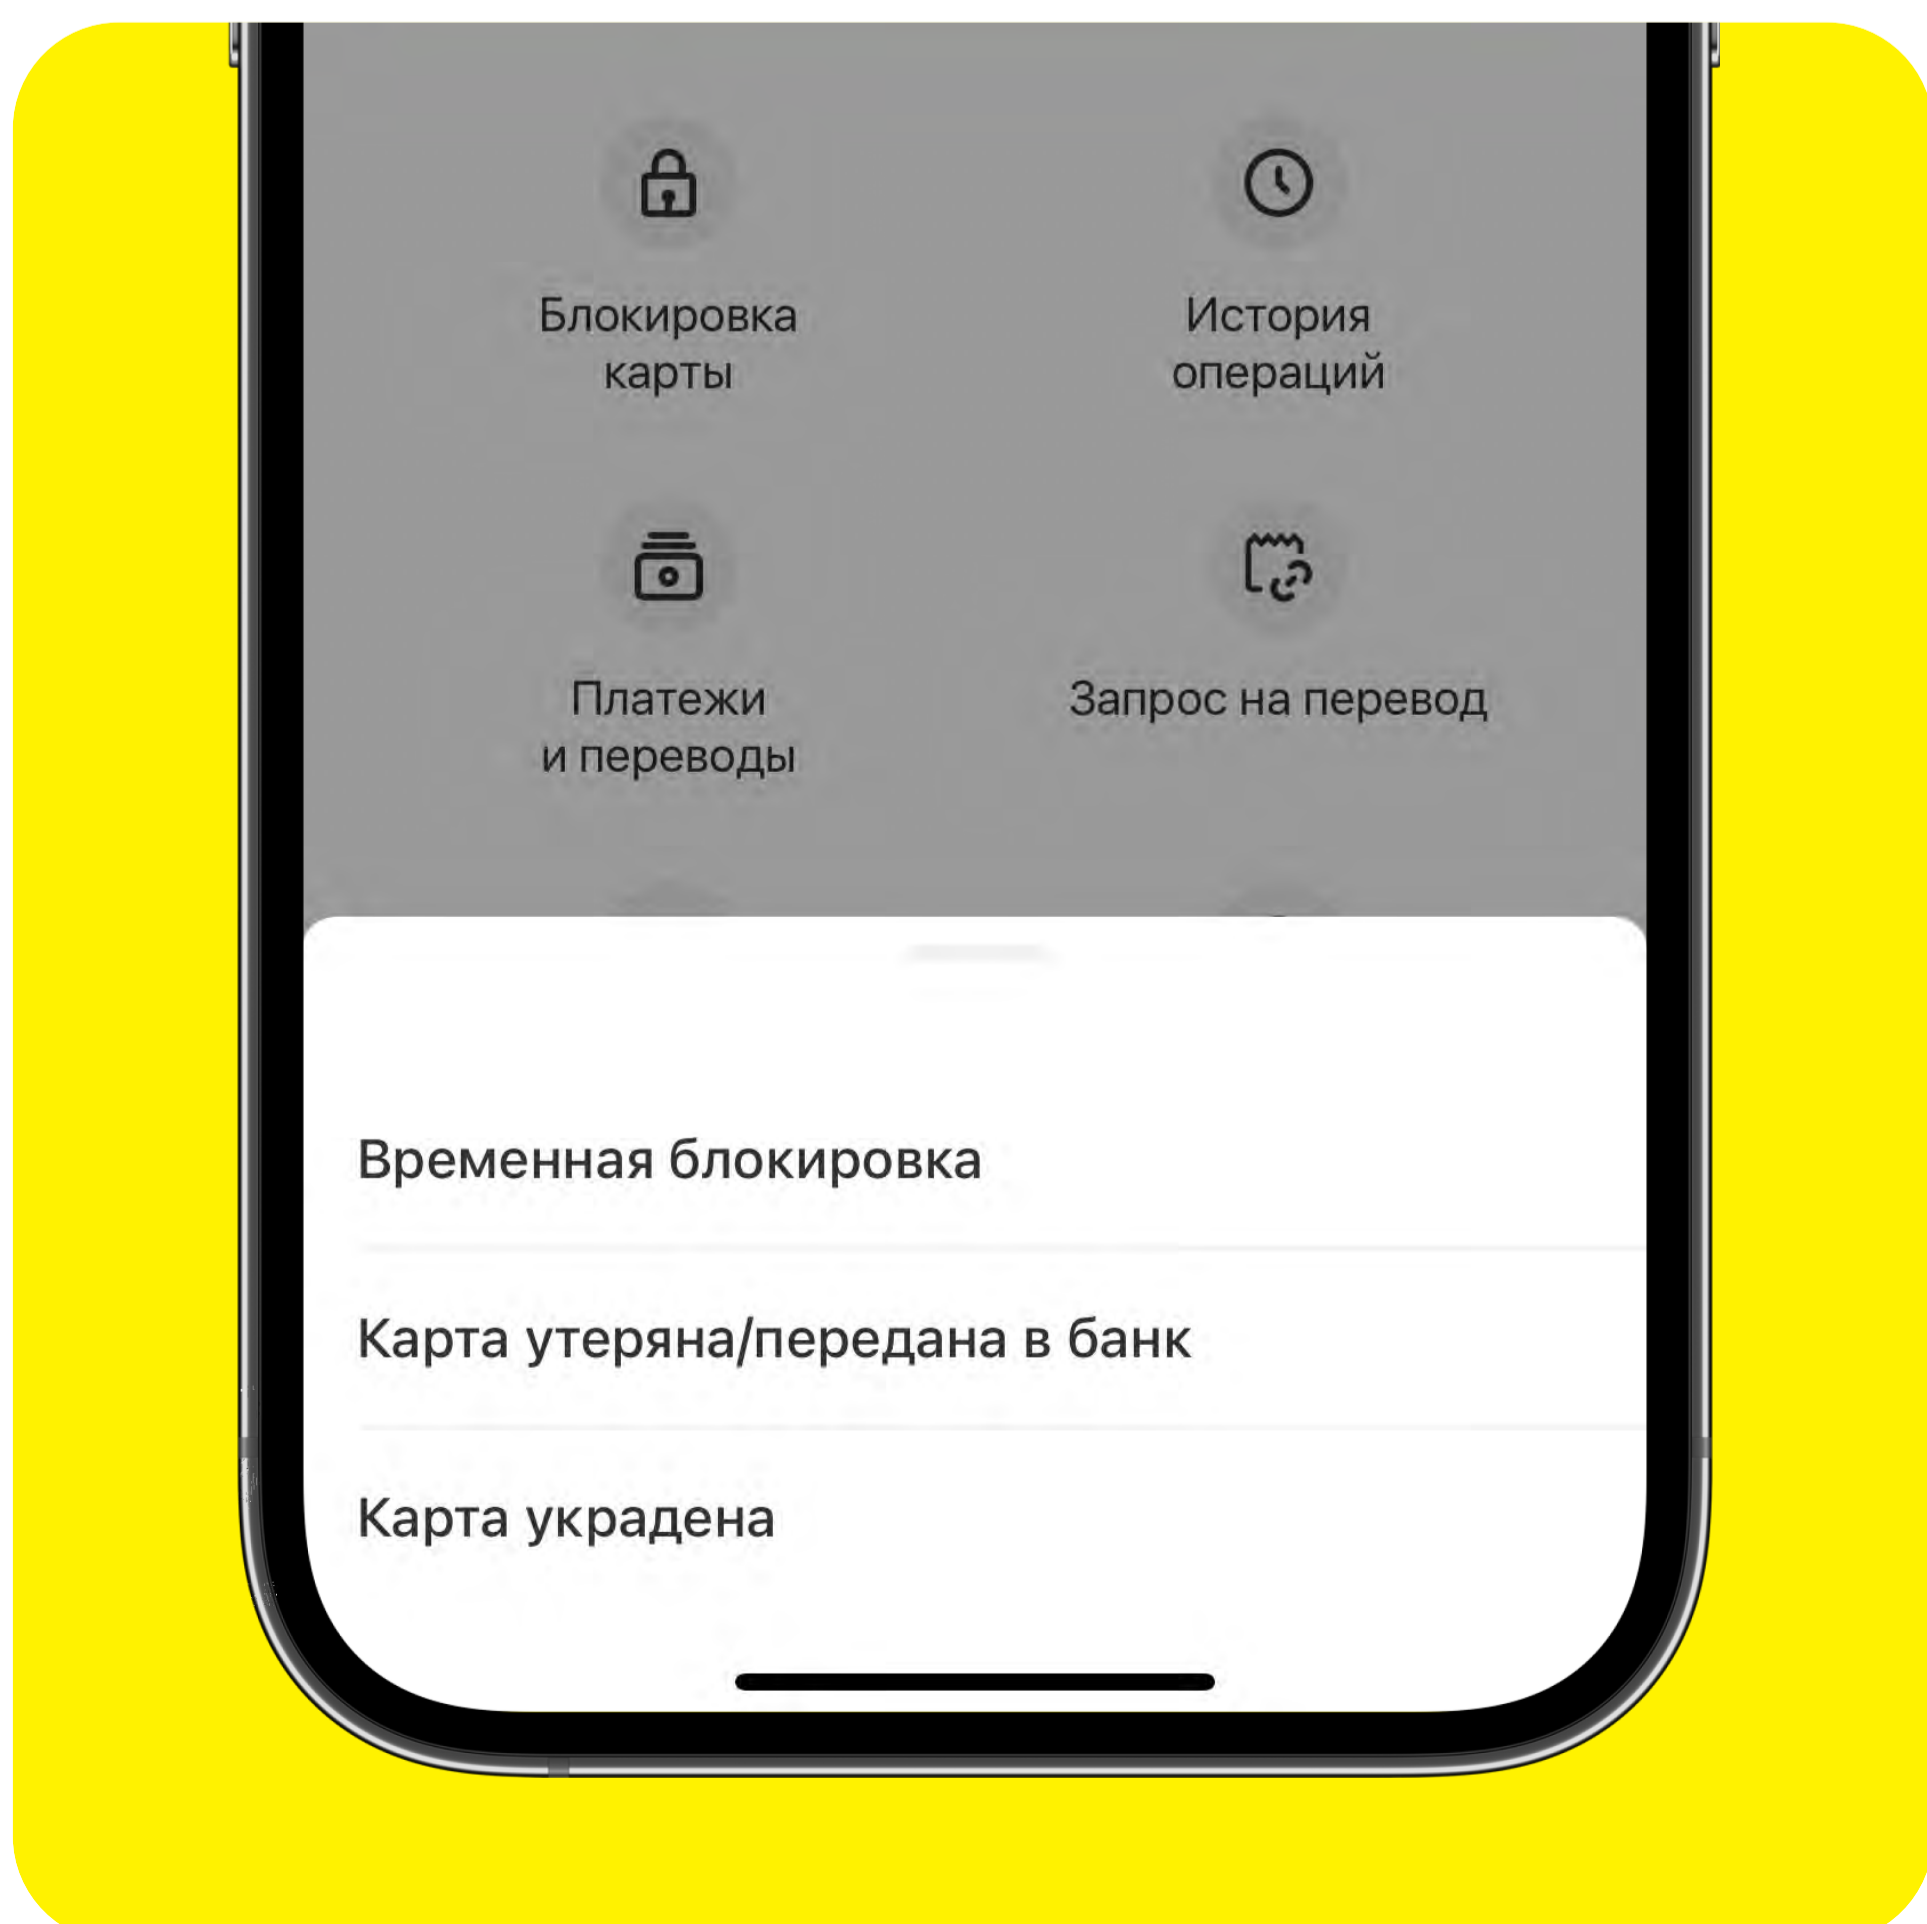 Блокировка
карты
История
операций
Платежи
и переводы
Запрос на перевод
Временная блокировка
Карта утеряна/передана в банк
Карта украдена